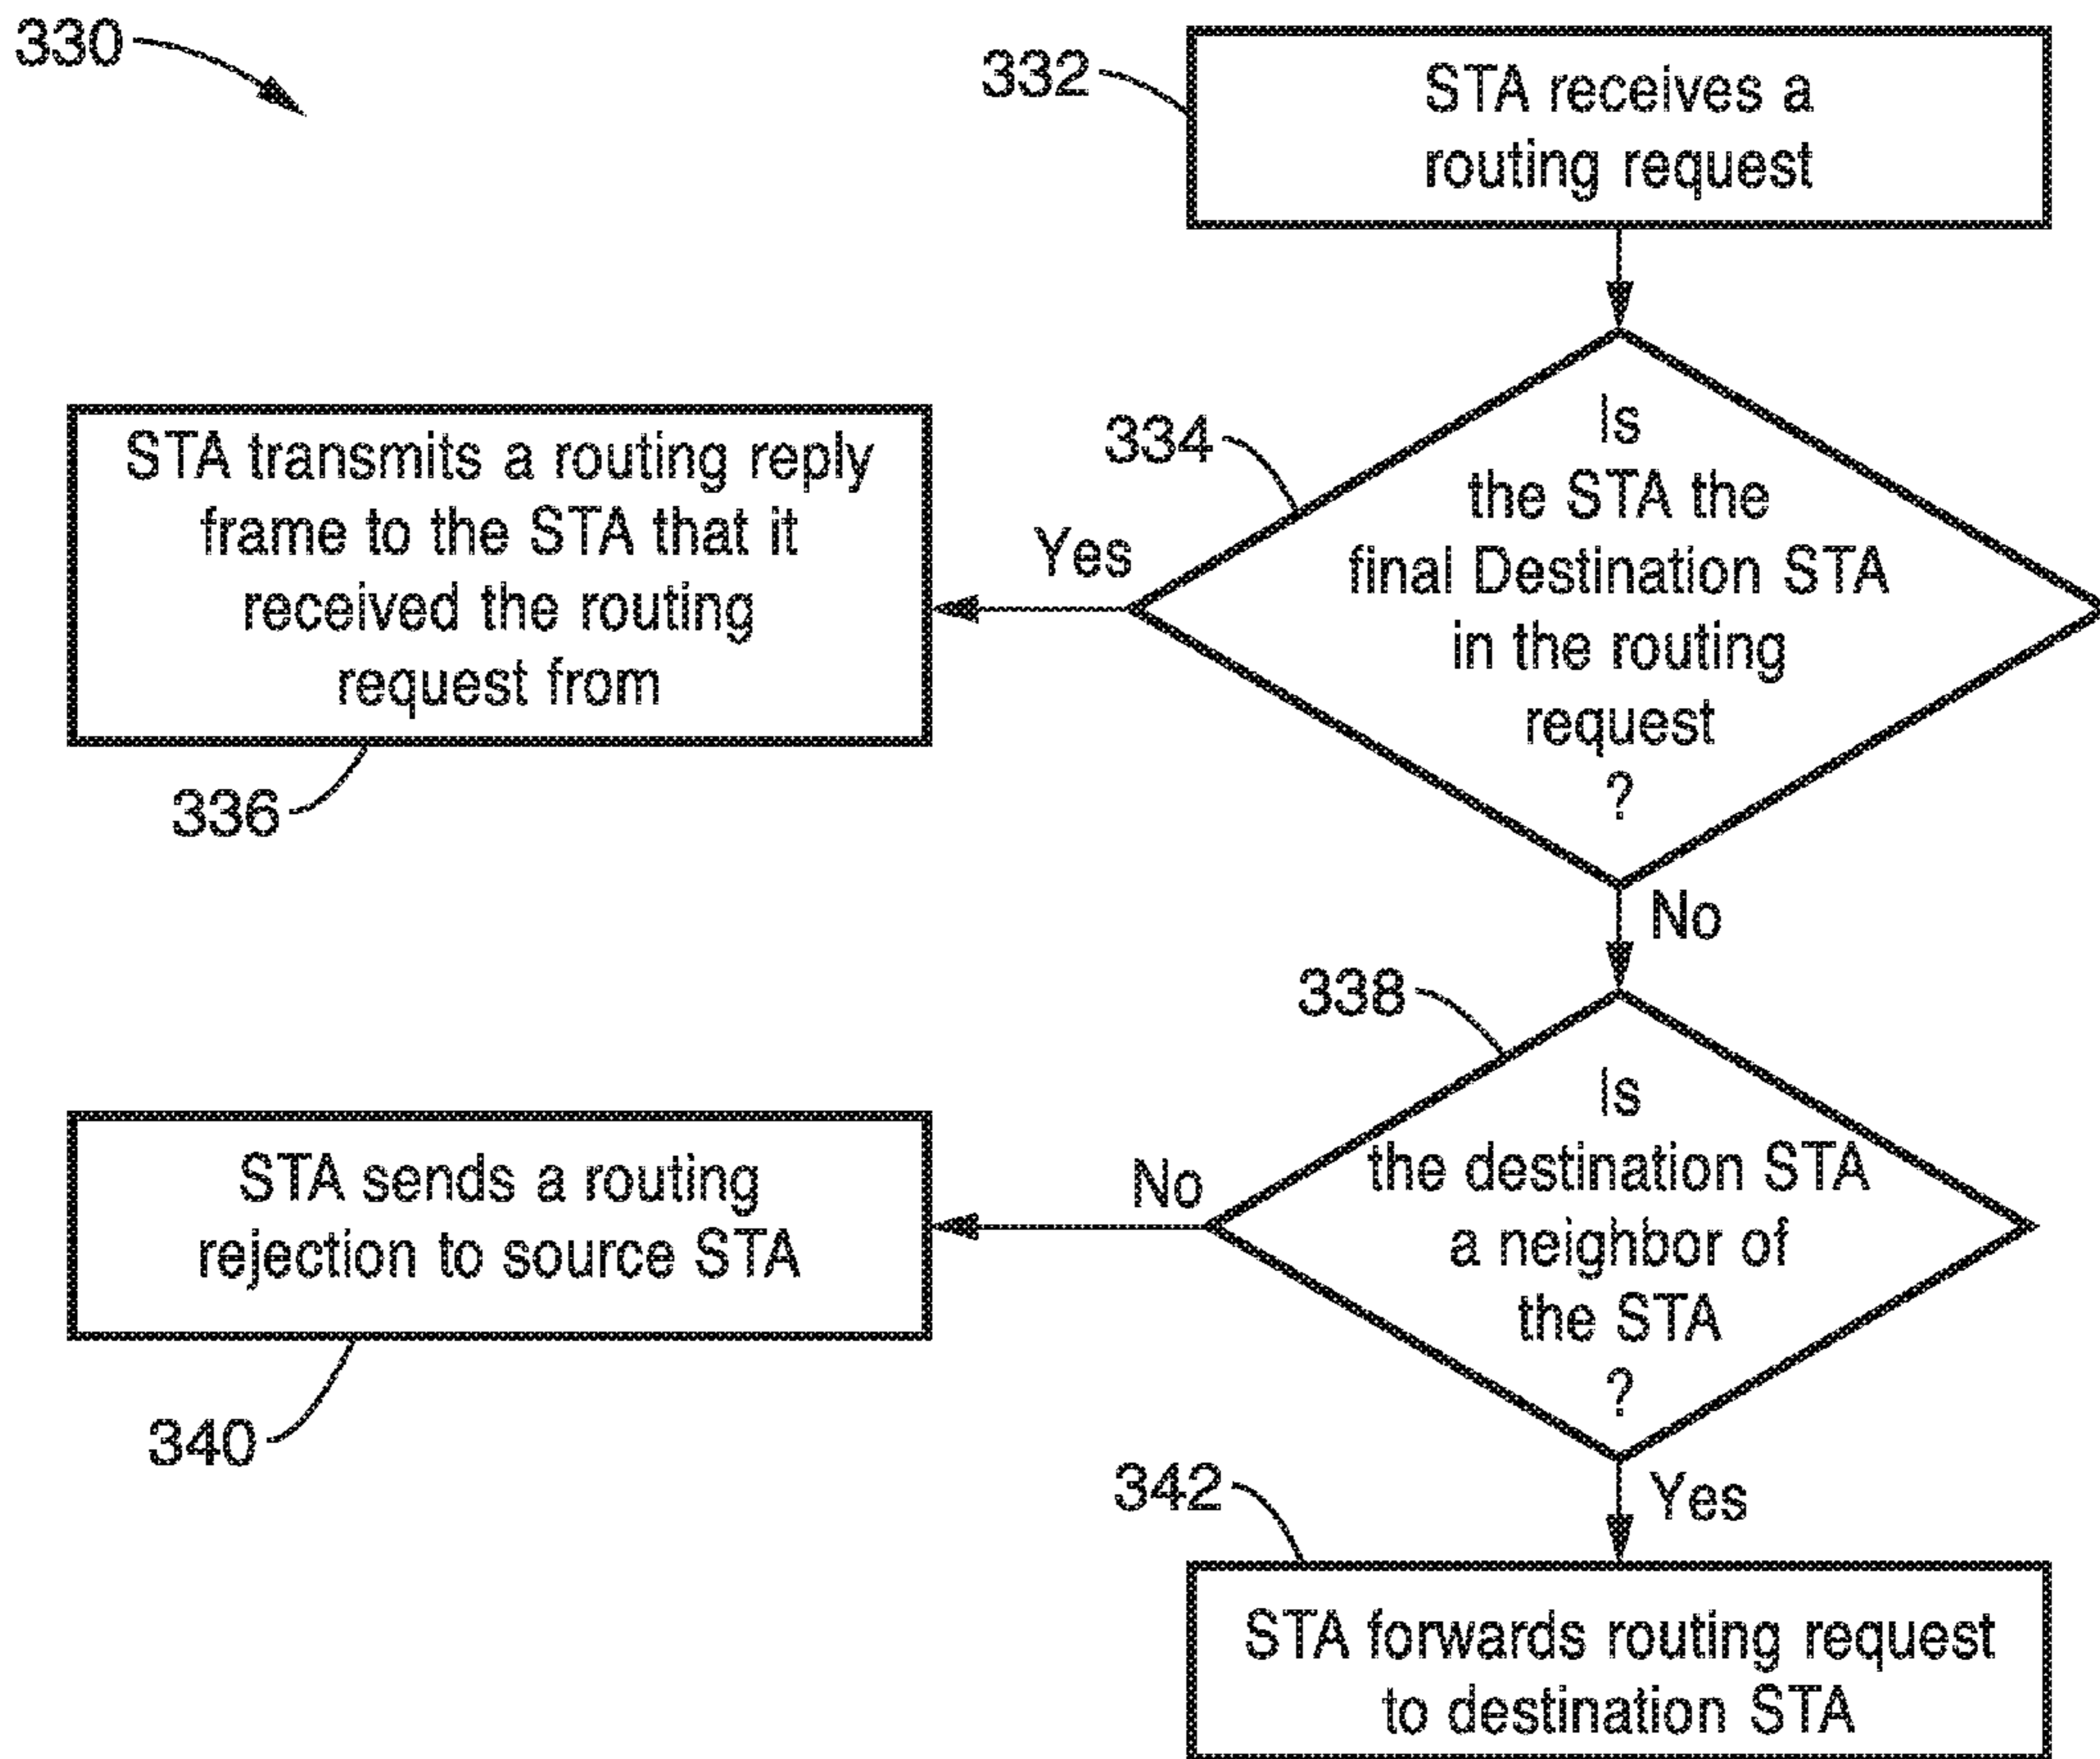 330
332
STA receives a
routing request
334
Is
the STA the
final Destination STA
in the routing
request
?
Yes
STA transmits a routing reply
frame to the STA that it
received the routing
request from
336
No
338
Is
the destination STA
a neighbor of
the STA
?
No
STA sends a routing
rejection to source STA
340
Yes
342
STA forwards routing request
to destination STA